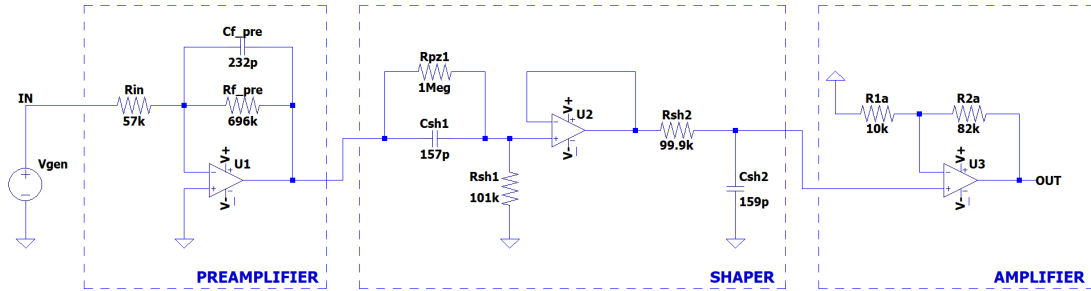 IN
Vgen
Rin
57k
Cf_pre
232p
Rf_pre
696k
U1
V+
V-
PREAMPLIFIER
Rpz1
1Meg
Csh1
157p
Rsh1
101k
U2
V+
V-
Rsh2
99.9k
Csh2
159p
SHAPER
R1a
10k
R2a
82k
U3
V+
V-
OUT
AMPLIFIER